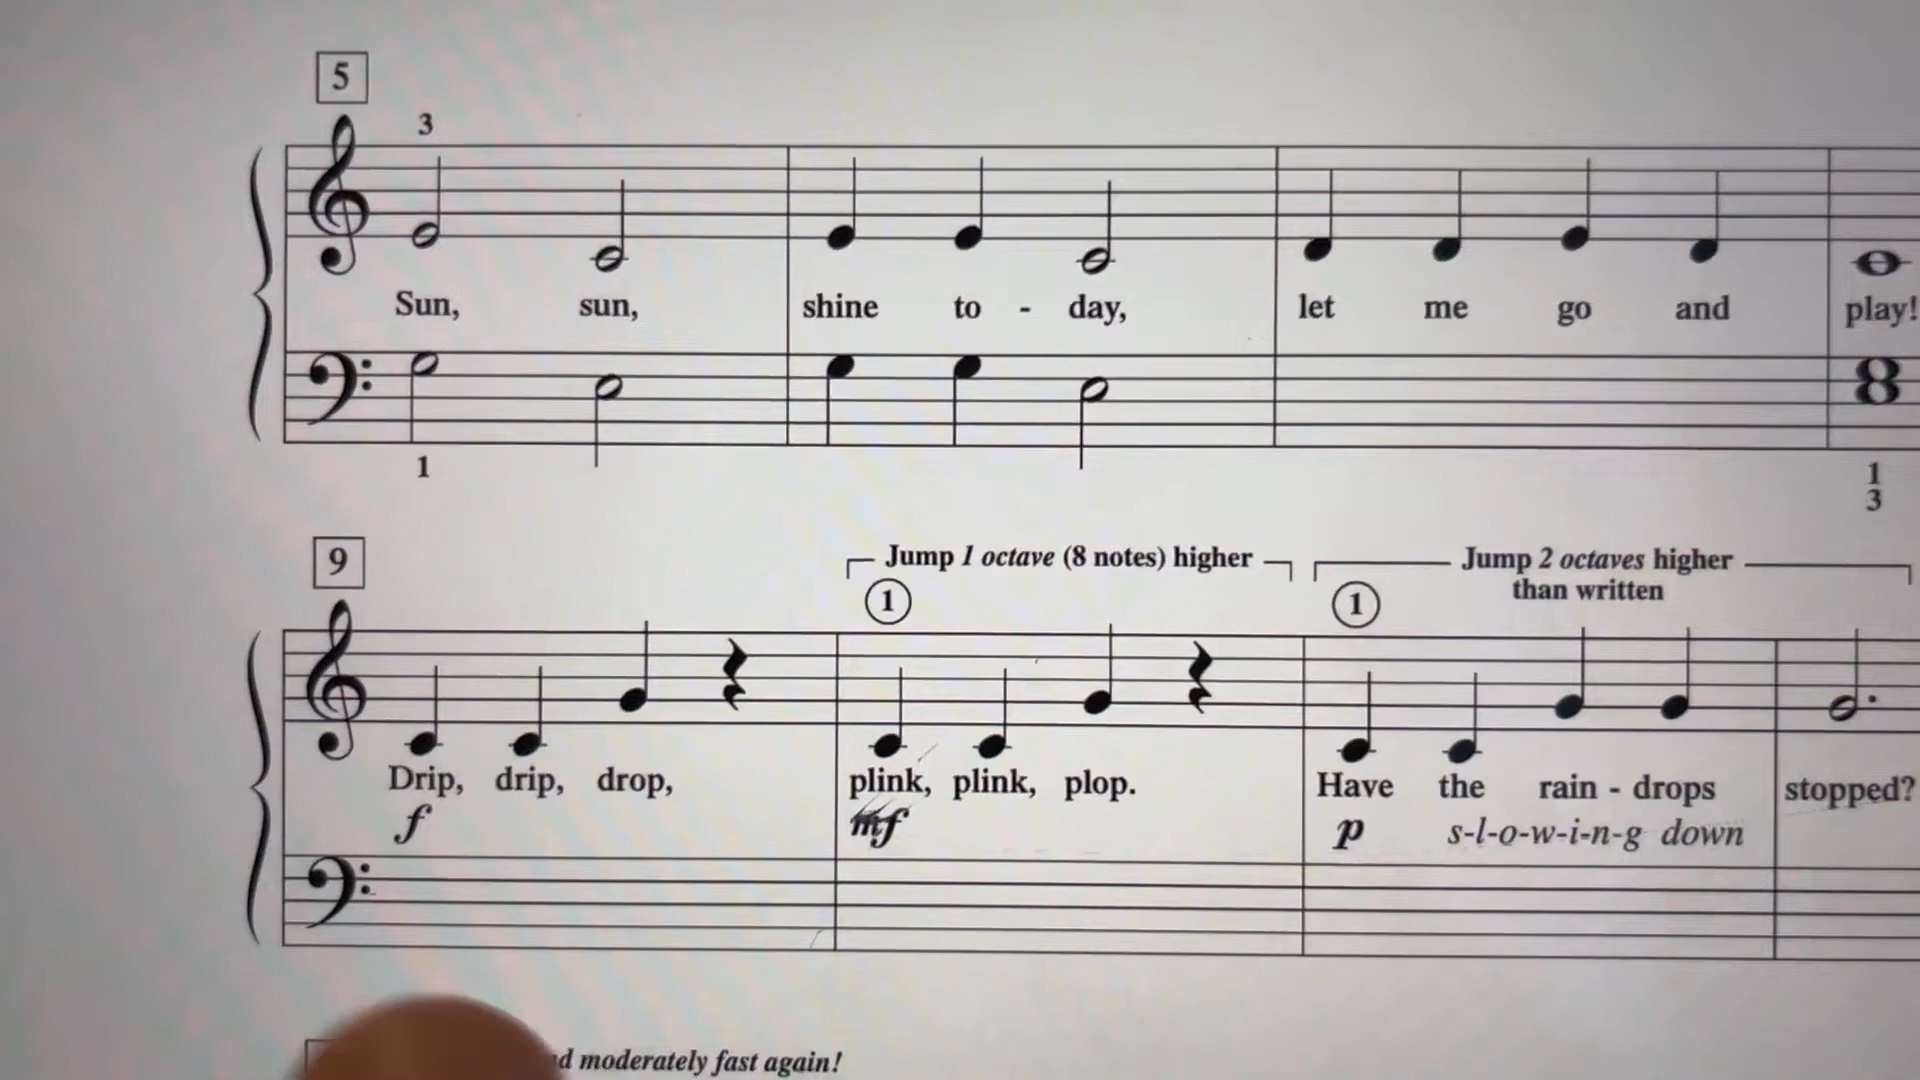 5
3
Sun, sun, shine to - day, let me go and play!
1 1
3
9
Jump 1 octave (8 notes) higher Jump 2 octaves higher
than written
1 1
Drip, drip, drop, plink, plink, plop. Have the rain - drops stopped?
f mf p s-l-o-w-i-n-g down
moderately fast again!